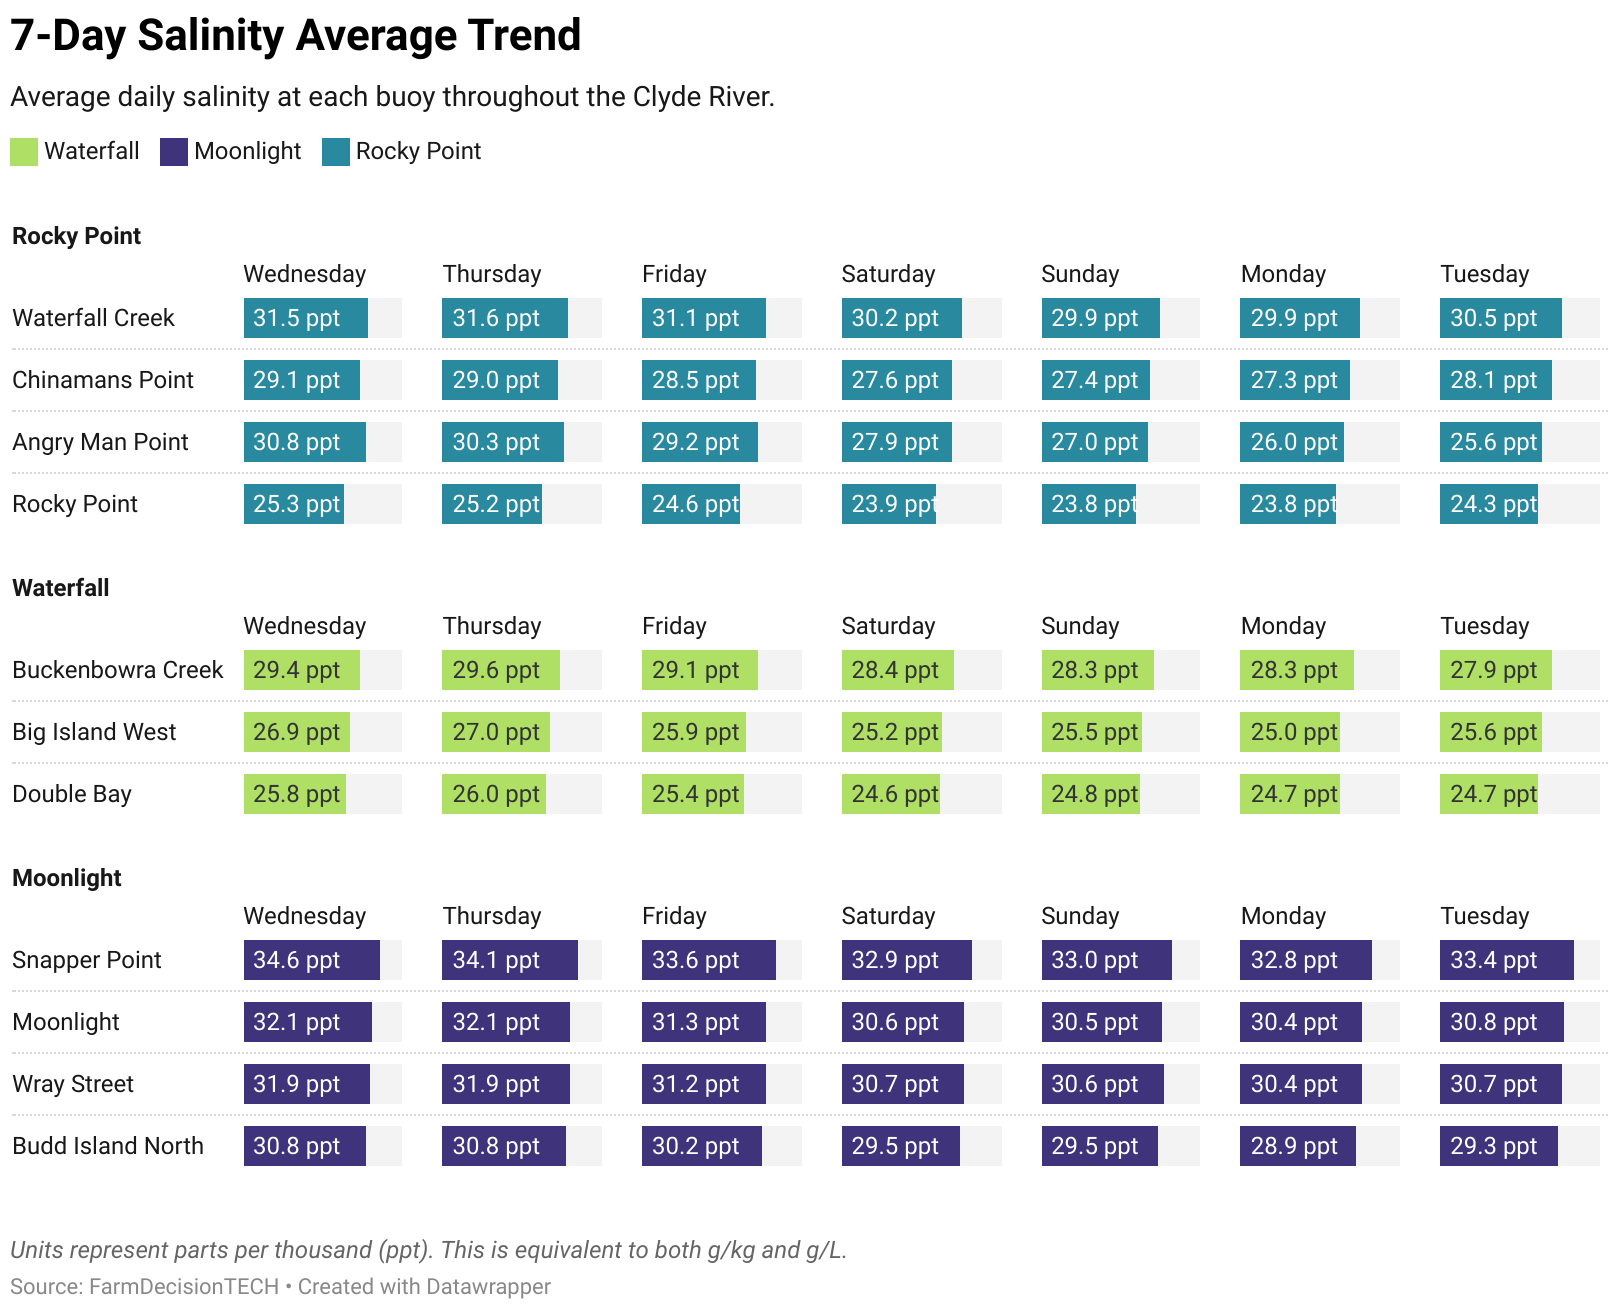 7-Day Salinity Average Trend
Average daily salinity at each buoy throughout the Clyde River.
Waterfall Moonlight Rocky Point
Rocky Point
Wednesday Thursday Friday Saturday Sunday Monday Tuesday
Waterfall Creek 31.5 ppt 31.6 ppt 31.1 ppt 30.2 ppt 29.9 ppt 29.9 ppt 30.5 ppt
Chinamans Point 29.1 ppt 29.0 ppt 28.5 ppt 27.6 ppt 27.4 ppt 27.3 ppt 28.1 ppt
Angry Man Point 30.8 ppt 30.3 ppt 29.2 ppt 27.9 ppt 27.0 ppt 26.0 ppt 25.6 ppt
Rocky Point 25.3 ppt 25.2 ppt 24.6 ppt 23.9 ppt 23.8 ppt 23.8 ppt 24.3 ppt
Waterfall
Wednesday Thursday Friday Saturday Sunday Monday Tuesday
Buckenbowra Creek 29.4 ppt 29.6 ppt 29.1 ppt 28.4 ppt 28.3 ppt 28.3 ppt 27.9 ppt
Big Island West 26.9 ppt 27.0 ppt 25.9 ppt 25.2 ppt 25.5 ppt 25.0 ppt 25.6 ppt
Double Bay 25.8 ppt 26.0 ppt 25.4 ppt 24.6 ppt 24.8 ppt 24.7 ppt 24.7 ppt
Moonlight
Wednesday Thursday Friday Saturday Sunday Monday Tuesday
Snapper Point 34.6 ppt 34.1 ppt 33.6 ppt 32.9 ppt 33.0 ppt 32.8 ppt 33.4 ppt
Moonlight 32.1 ppt 32.1 ppt 31.3 ppt 30.6 ppt 30.5 ppt 30.4 ppt 30.8 ppt
Wray Street 31.9 ppt 31.9 ppt 31.2 ppt 30.7 ppt 30.6 ppt 30.4 ppt 30.7 ppt
Budd Island North 30.8 ppt 30.8 ppt 30.2 ppt 29.5 ppt 29.5 ppt 28.9 ppt 29.3 ppt
Units represent parts per thousand (ppt). This is equivalent to both g/kg and g/L.
Source: FarmDecisionTECH • Created with Datawrapper